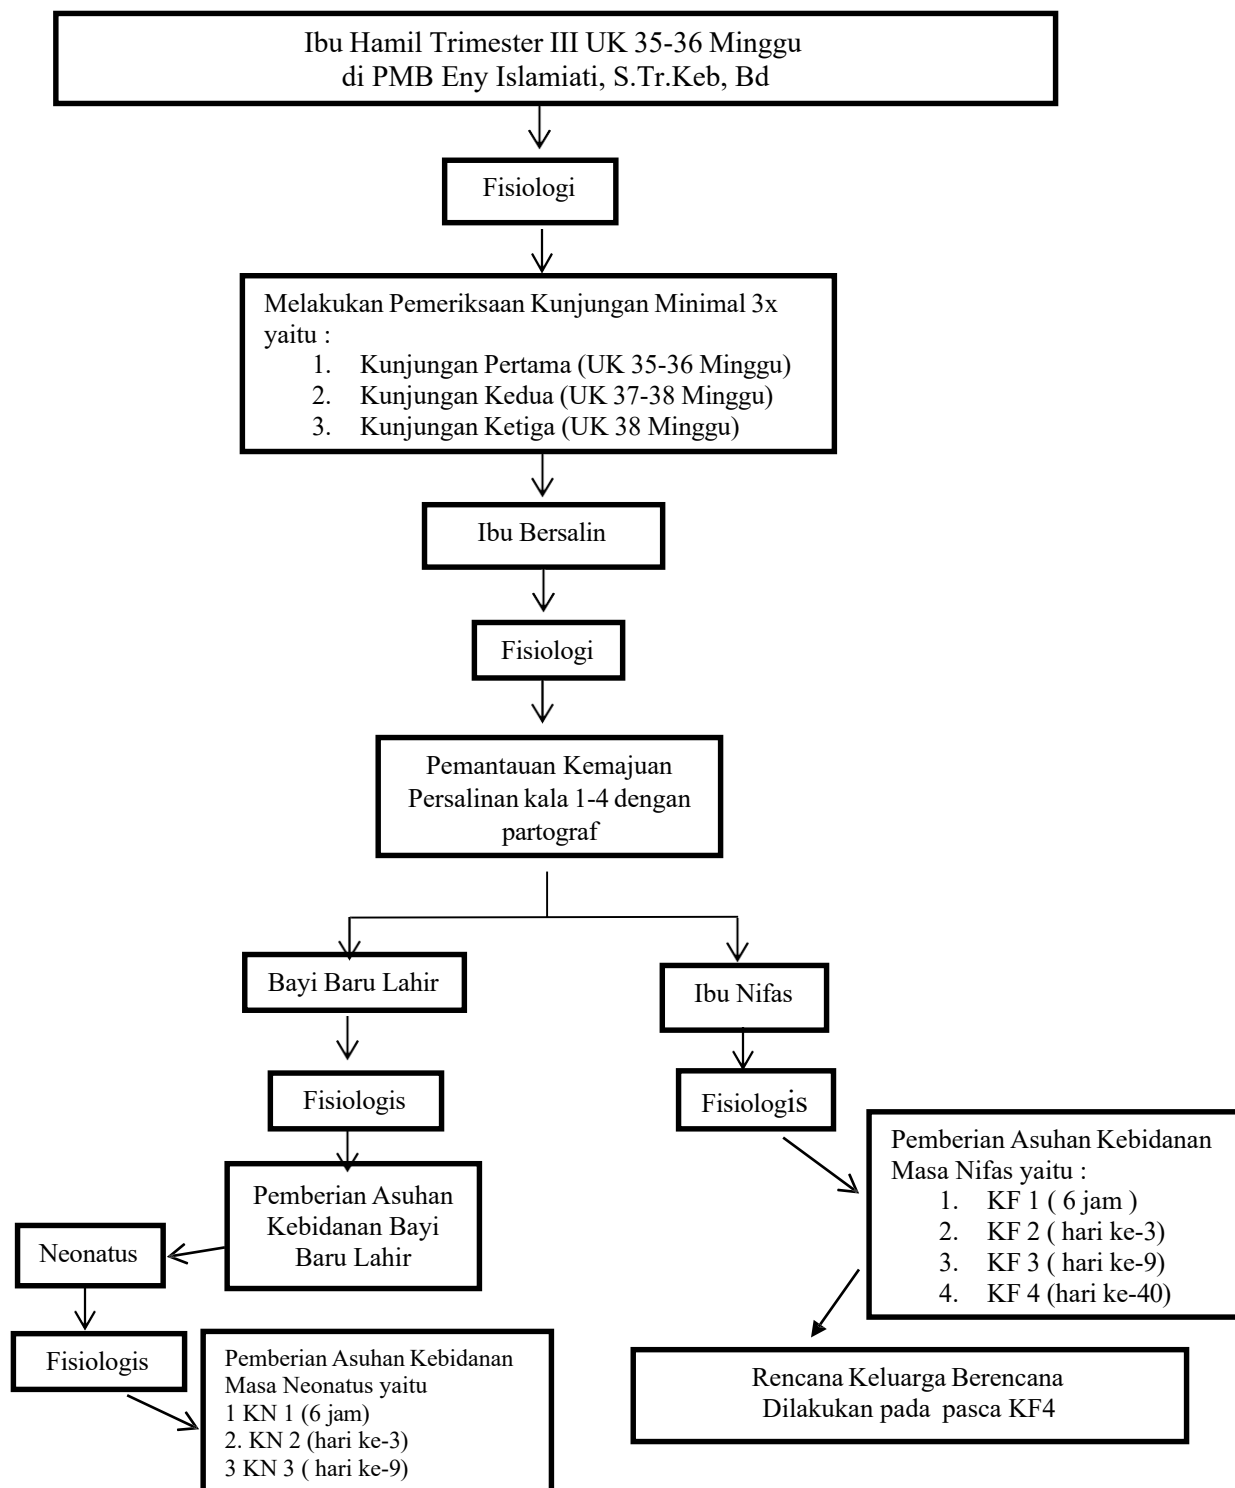 Ibu Hamil Trimester III UK 35-36 Minggu
di PMB Eny Islamiati, S.Tr.Keb, Bd
Fisiologi
Melakukan Pemeriksaan Kunjungan Minimal 3x
yaitu :
1. Kunjungan Pertama (UK 35-36 Minggu)
2. Kunjungan Kedua (UK 37-38 Minggu)
3. Kunjungan Ketiga (UK 38 Minggu)
Ibu Bersalin
Fisiologi
Pemantauan Kemajuan
Persalinan kala 1-4 dengan
partograf
Bayi Baru Lahir
Fisiologis
Pemberian Asuhan
Kebidanan Bayi
Baru Lahir
Neonatus
Fisiologis
Pemberian Asuhan Kebidanan
Masa Neonatus yaitu
1 KN 1 (6 jam)
2. KN 2 (hari ke-3)
3 KN 3 ( hari ke-9)
Ibu Nifas
Fisiologis
Pemberian Asuhan Kebidanan
Masa Nifas yaitu :
1. KF 1 ( 6 jam )
2. KF 2 ( hari ke-3)
3. KF 3 ( hari ke-9)
4. KF 4 (hari ke-40)
Rencana Keluarga Berencana
Dilakukan pada pasca KF4